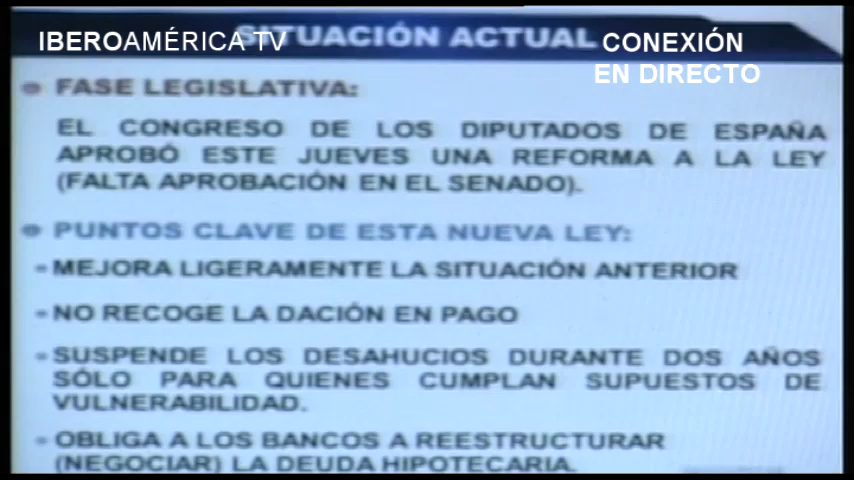 SITUACIÓN ACTUAL
IBEROAMÉRICA TV
CONEXIÓN
EN DIRECTO
FASE LEGISLATIVA:
EL CONGRESO DE LOS DIPUTADOS DE ESPAÑA
APROBÓ ESTE JUEVES UNA REFORMA A LA LEY
(FALTA APROBACIÓN EN EL SENADO).
PUNTOS CLAVE DE ESTA NUEVA LEY:
-MEJORA LIGERAMENTE LA SITUACIÓN ANTERIOR
-NO RECOGE LA DACIÓN EN PAGO
-SUSPENDE LOS DESAHUCIOS DURANTE DOS AÑOS
SÓLO PARA QUIENES CUMPLAN SUPUESTOS DE
VULNERABILIDAD.
-OBLIGA A LOS BANCOS A REESTRUCTURAR
(NEGOCIAR) LA DEUDA HIPOTECARIA.